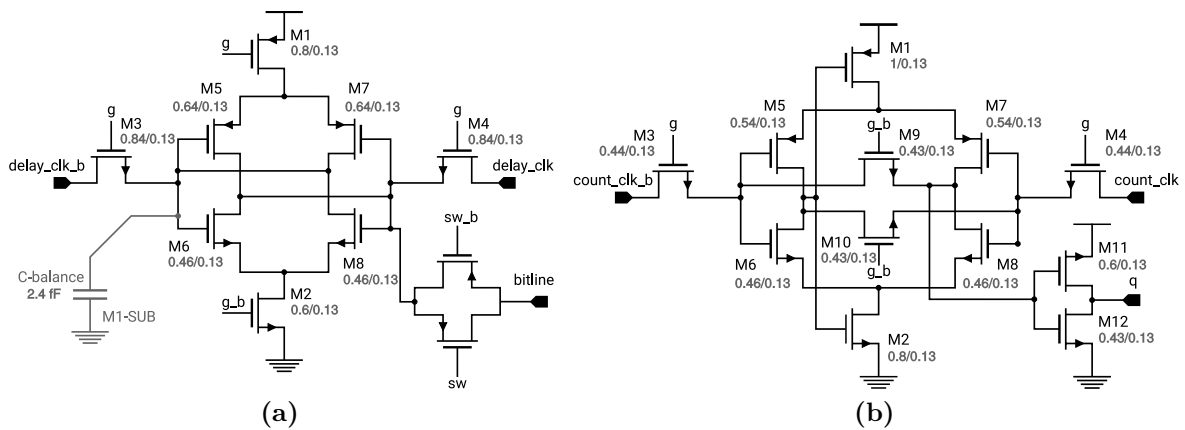 g
M1
0.8/0.13
M5
0.64/0.13
M7
0.64/0.13
g
M3
0.84/0.13
g
M4
0.84/0.13
delay_clk_b
delay_clk
M6
0.46/0.13
M8
0.46/0.13
sw_b
bitline
sw
C-balance
2.4 fF
M1-SUB
g_b
M2
0.6/0.13
(a)
M1
1/0.13
M5
0.54/0.13
M7
0.54/0.13
g_b
M9
0.43/0.13
M3
0.44/0.13
g
g
M4
0.44/0.13
count_clk_b
count_clk
M10
0.43/0.13
g_b
M6
0.46/0.13
M8
0.46/0.13
M11
0.6/0.13
q
M12
0.43/0.13
M2
0.8/0.13
(b)